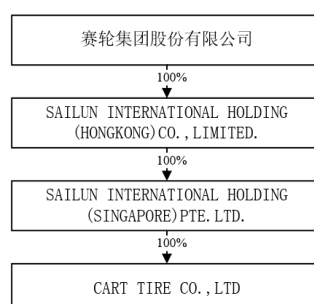 赛轮集团股份有限公司
100%
SAILUN INTERNATIONAL HOLDING
(HONGKONG)CO.,LIMITED.
100%
SAILUN INTERNATIONAL HOLDING
(SINGAPORE)PTE.LTD.
100%
CART TIRE CO.,LTD